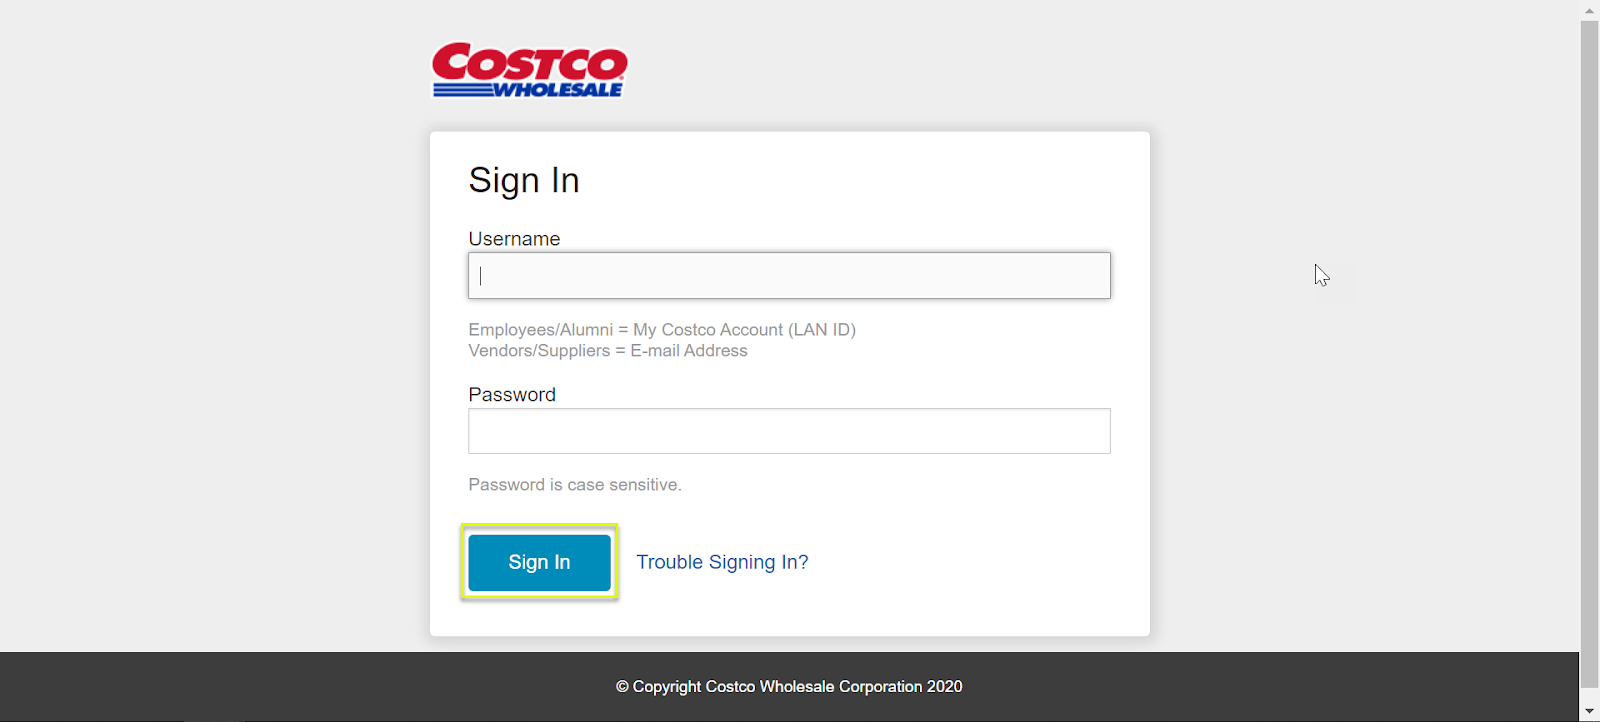 COSTCO
WHOLESALE
Sign In
Username
Employees/Alumni = My Costco Account (LAN ID)
Vendors/Suppliers = E-mail Address
Password
Password is case sensitive.
Sign In
Trouble Signing In?
© Copyright Costco Wholesale Corporation 2020